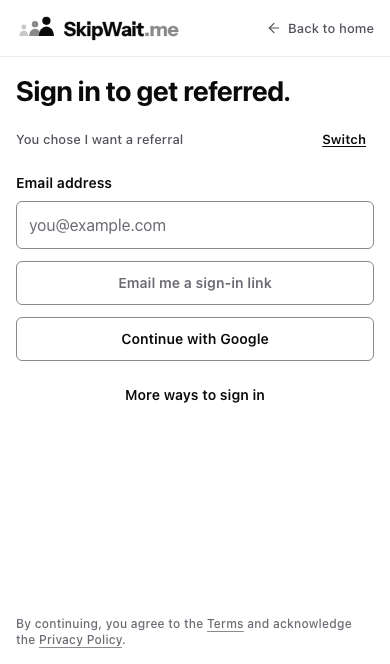 SkipWait.me
← Back to home
Sign in to get referred.
You chose I want a referral
Switch
Email address
you@example.com
Email me a sign-in link
Continue with Google
More ways to sign in
By continuing, you agree to the Terms and acknowledge
the Privacy Policy.